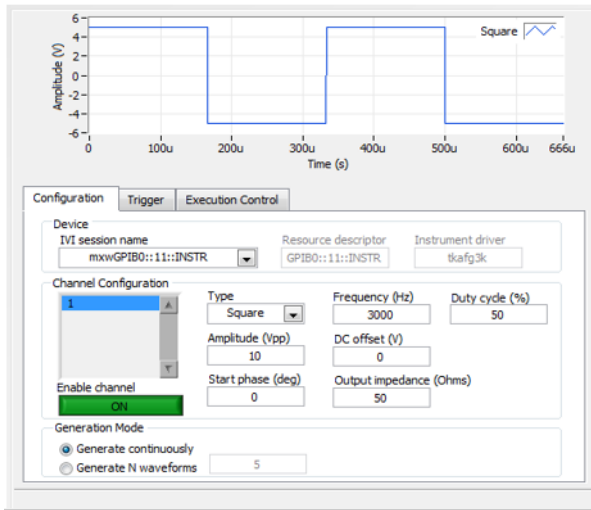 6
Square
4
2
Amplitude (V)
0
-2
-4
-6
0 100u 200u 300u 400u 500u 600u 666u
Time (s)
Configuration Trigger Execution Control
Device
IVI session name Resource descriptor Instrument driver
mxwGPIB0::11::INSTR GPIB0::11::INSTR tkafg3k
Channel Configuration
1
Type Frequency (Hz) Duty cycle (%)
Square 3000 50
Amplitude (Vpp) DC offset (V)
10 0
Start phase (deg) Output impedance (Ohms)
Enable channel
0 50
ON
Generation Mode
Generate continuously
Generate N waveforms 5